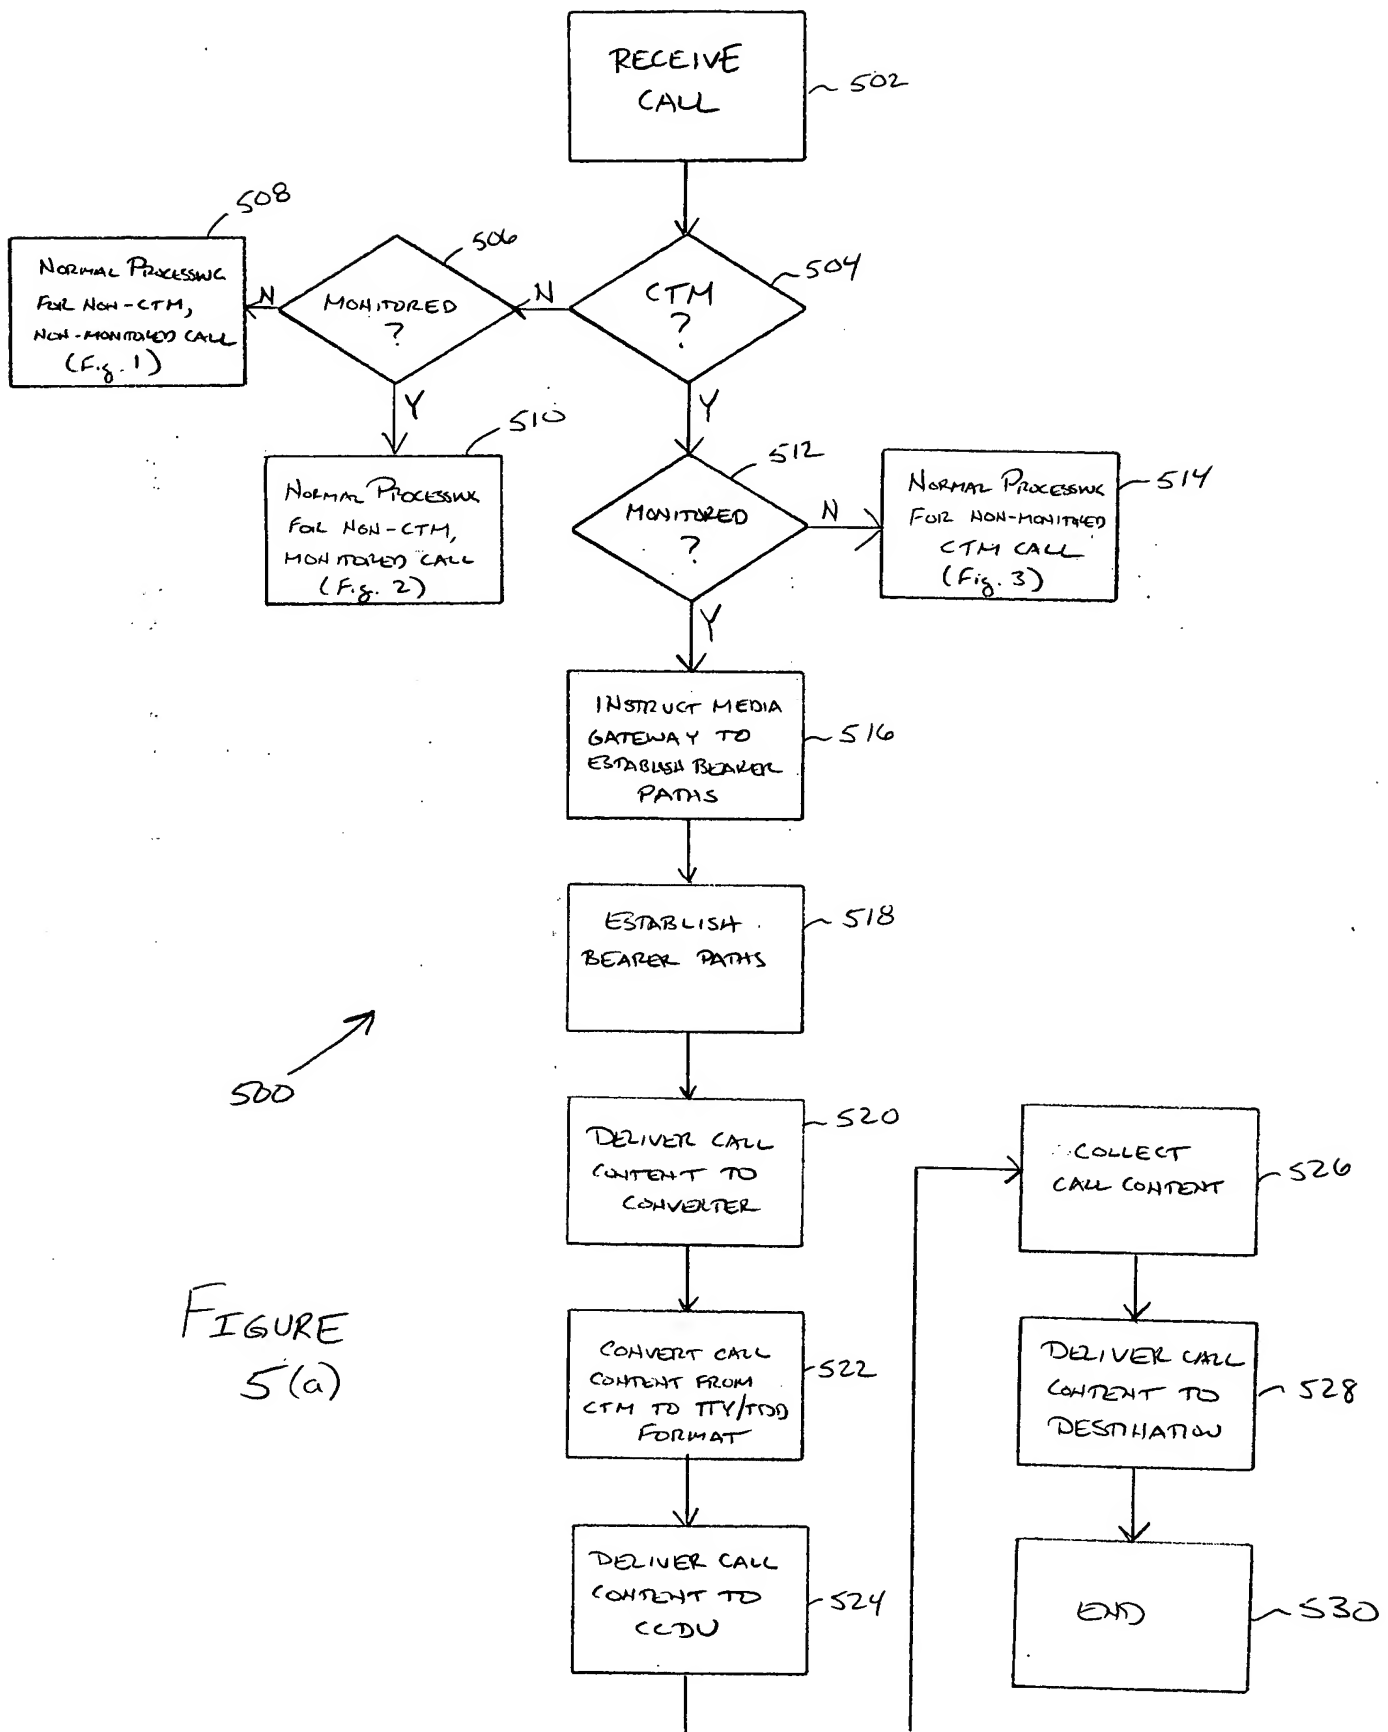 RECEIVE
CALL
502
CTM
?
504
N
Y
MONITORED
?
506
N
Y
NORMAL PROCESSING
FOR NON-CTM,
NON-MONITORED CALL
(Fig. 1)
508
NORMAL PROCESSING
FOR NON-CTM,
MONITORED CALL
(Fig. 2)
510
MONITORED
?
512
N
Y
NORMAL PROCESSING
FOR NON-MONITORED
CTM CALL
(Fig. 3)
514
INSTRUCT MEDIA
GATEWAY TO
ESTABLISH BEARER
PATHS
516
ESTABLISH
BEARER PATHS
518
500
DELIVER CALL
CONTENT TO
CONVERTER
520
CONVERT CALL
CONTENT FROM
CTM TO TTY/TDD
FORMAT
522
DELIVER CALL
CONTENT TO
CCDU
524
COLLECT
CALL CONTENT
526
DELIVER CALL
CONTENT TO
DESTINATION
528
END
530
FIGURE
5(a)